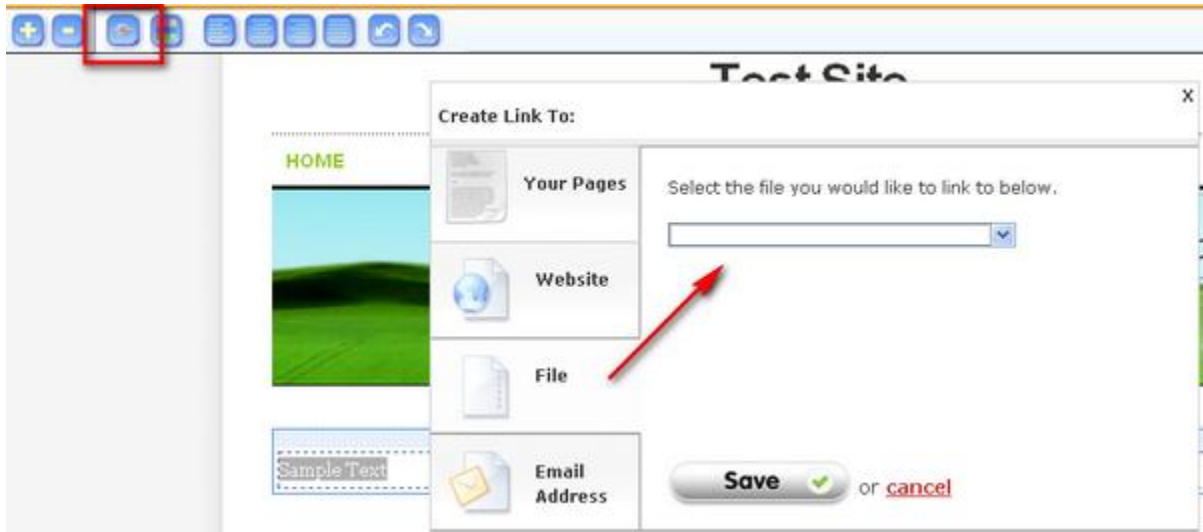 Test Site
Create Link To:
X
HOME
Your Pages
Select the file you would like to link to below.
Website
File
Sample Text
Email
Address
Save or cancel